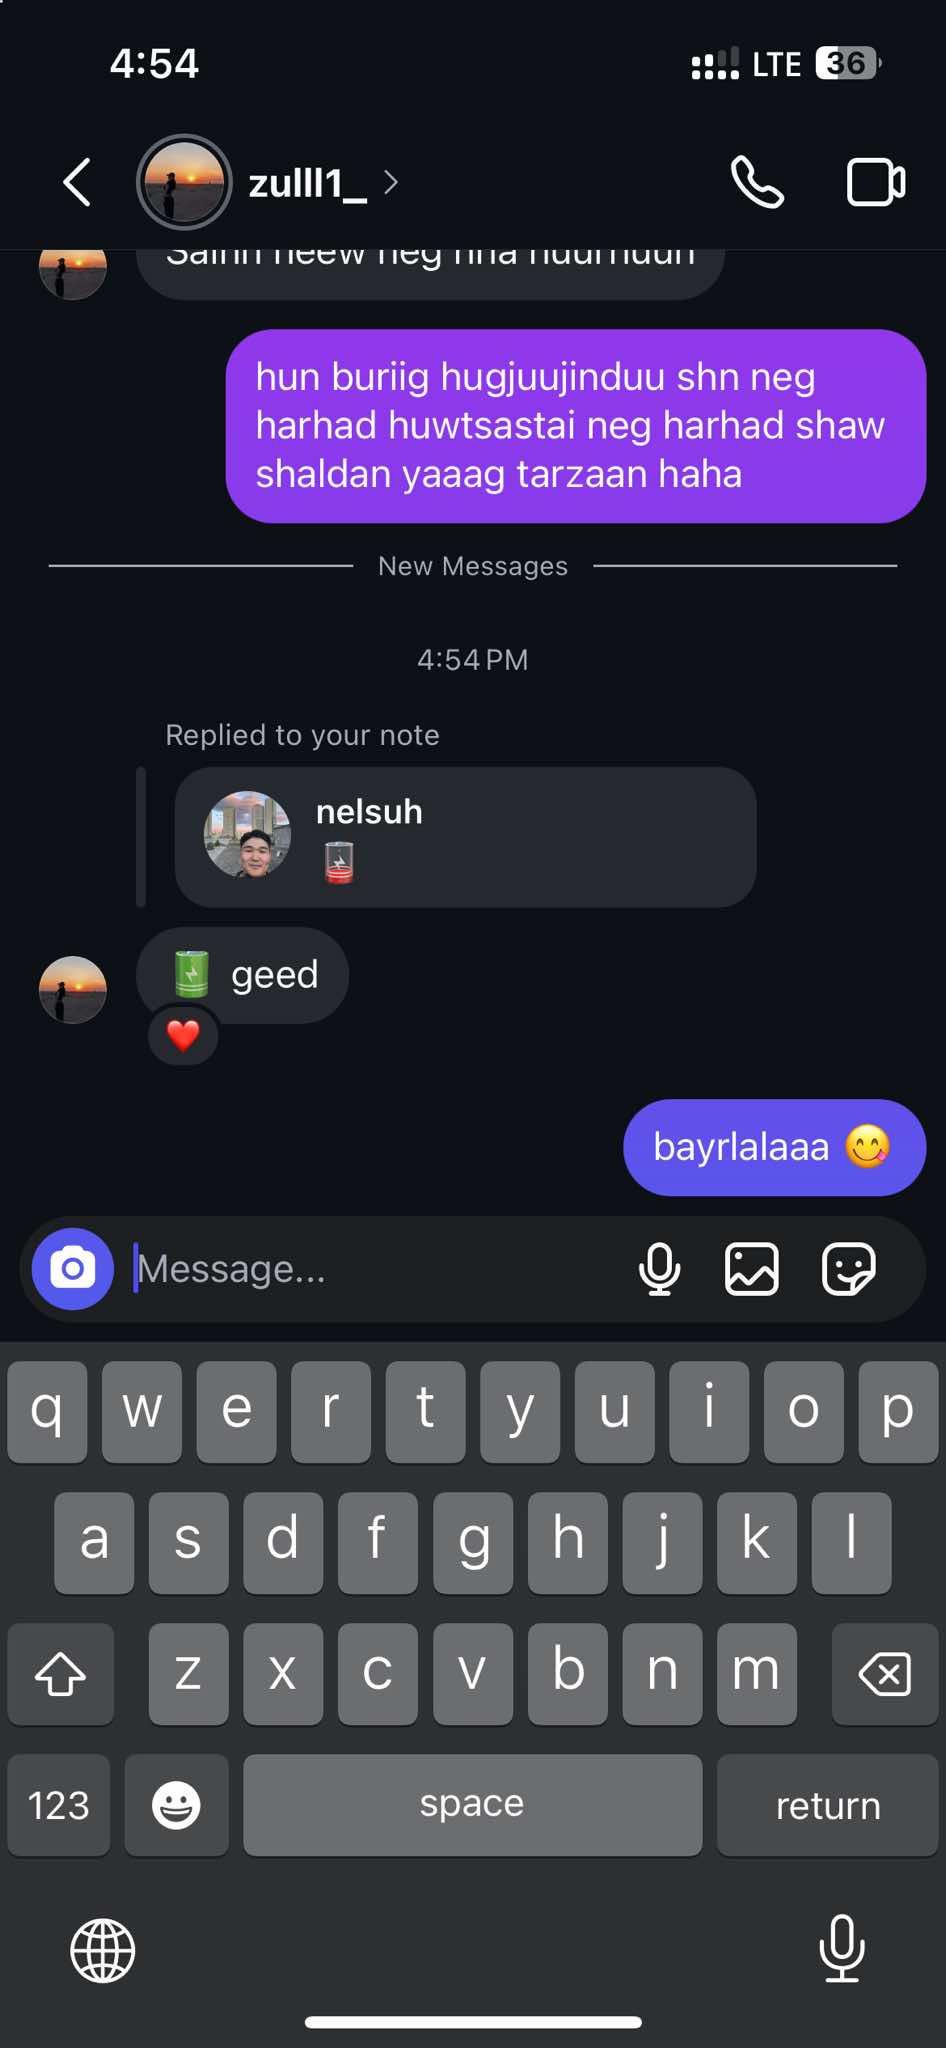 4:54
LTE 36
zulll1_
neg
hun buriig hugjuujinduu shn neg
harhad huwtsastai neg harhad shaw
shaldan yaaag tarzaan haha
New Messages
4:54 PM
Replied to your note
nelsuh
🪫
🔋 geed
❤️
bayrlalaaa 😋
Message...
q w e r t y u i o p
a s d f g h j k l
z x c v b n m
123 space return